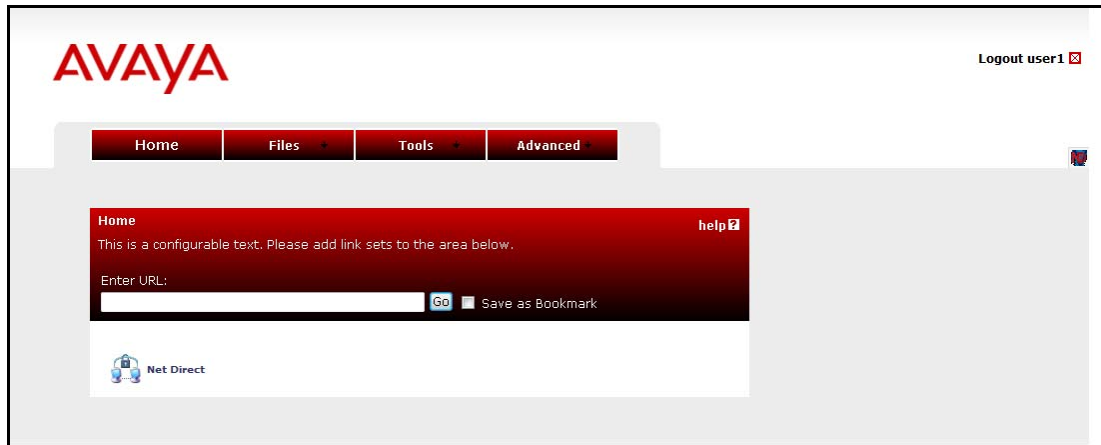 AVAYA
Logout user1
Home Files Tools Advanced
Home
help
This is a configurable text. Please add link sets to the area below.
Enter URL:
Go Save as Bookmark
Net Direct